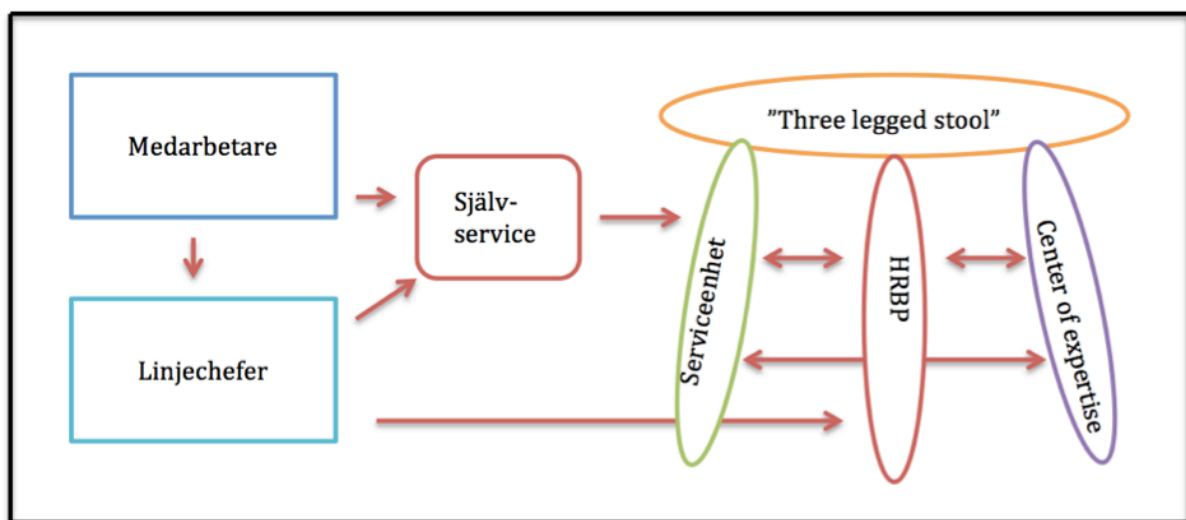 Medarbetare
Själv-
service
Linjechefer
”Three legged stool”
Serviceenhet
HRBP
Center of expertise